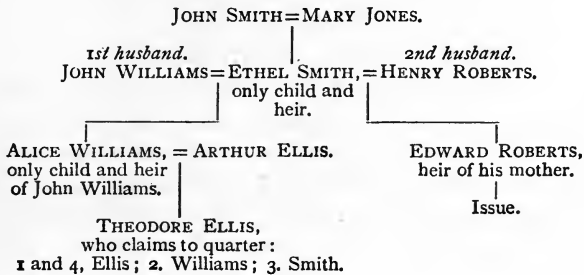 JOHN SMITH=MARY JONES.
1st husband. 2nd husband.
JOHN WILLIAMS=ETHEL SMITH,=HENRY ROBERTS.
only child and
heir.
ALICE WILLIAMS, = ARTHUR ELLIS. EDWARD ROBERTS,
only child and heir heir of his mother.
of John Williams.
Issue.
THEODORE ELLIS,
who claims to quarter:
1 and 4, Ellis; 2. Williams; 3. Smith.